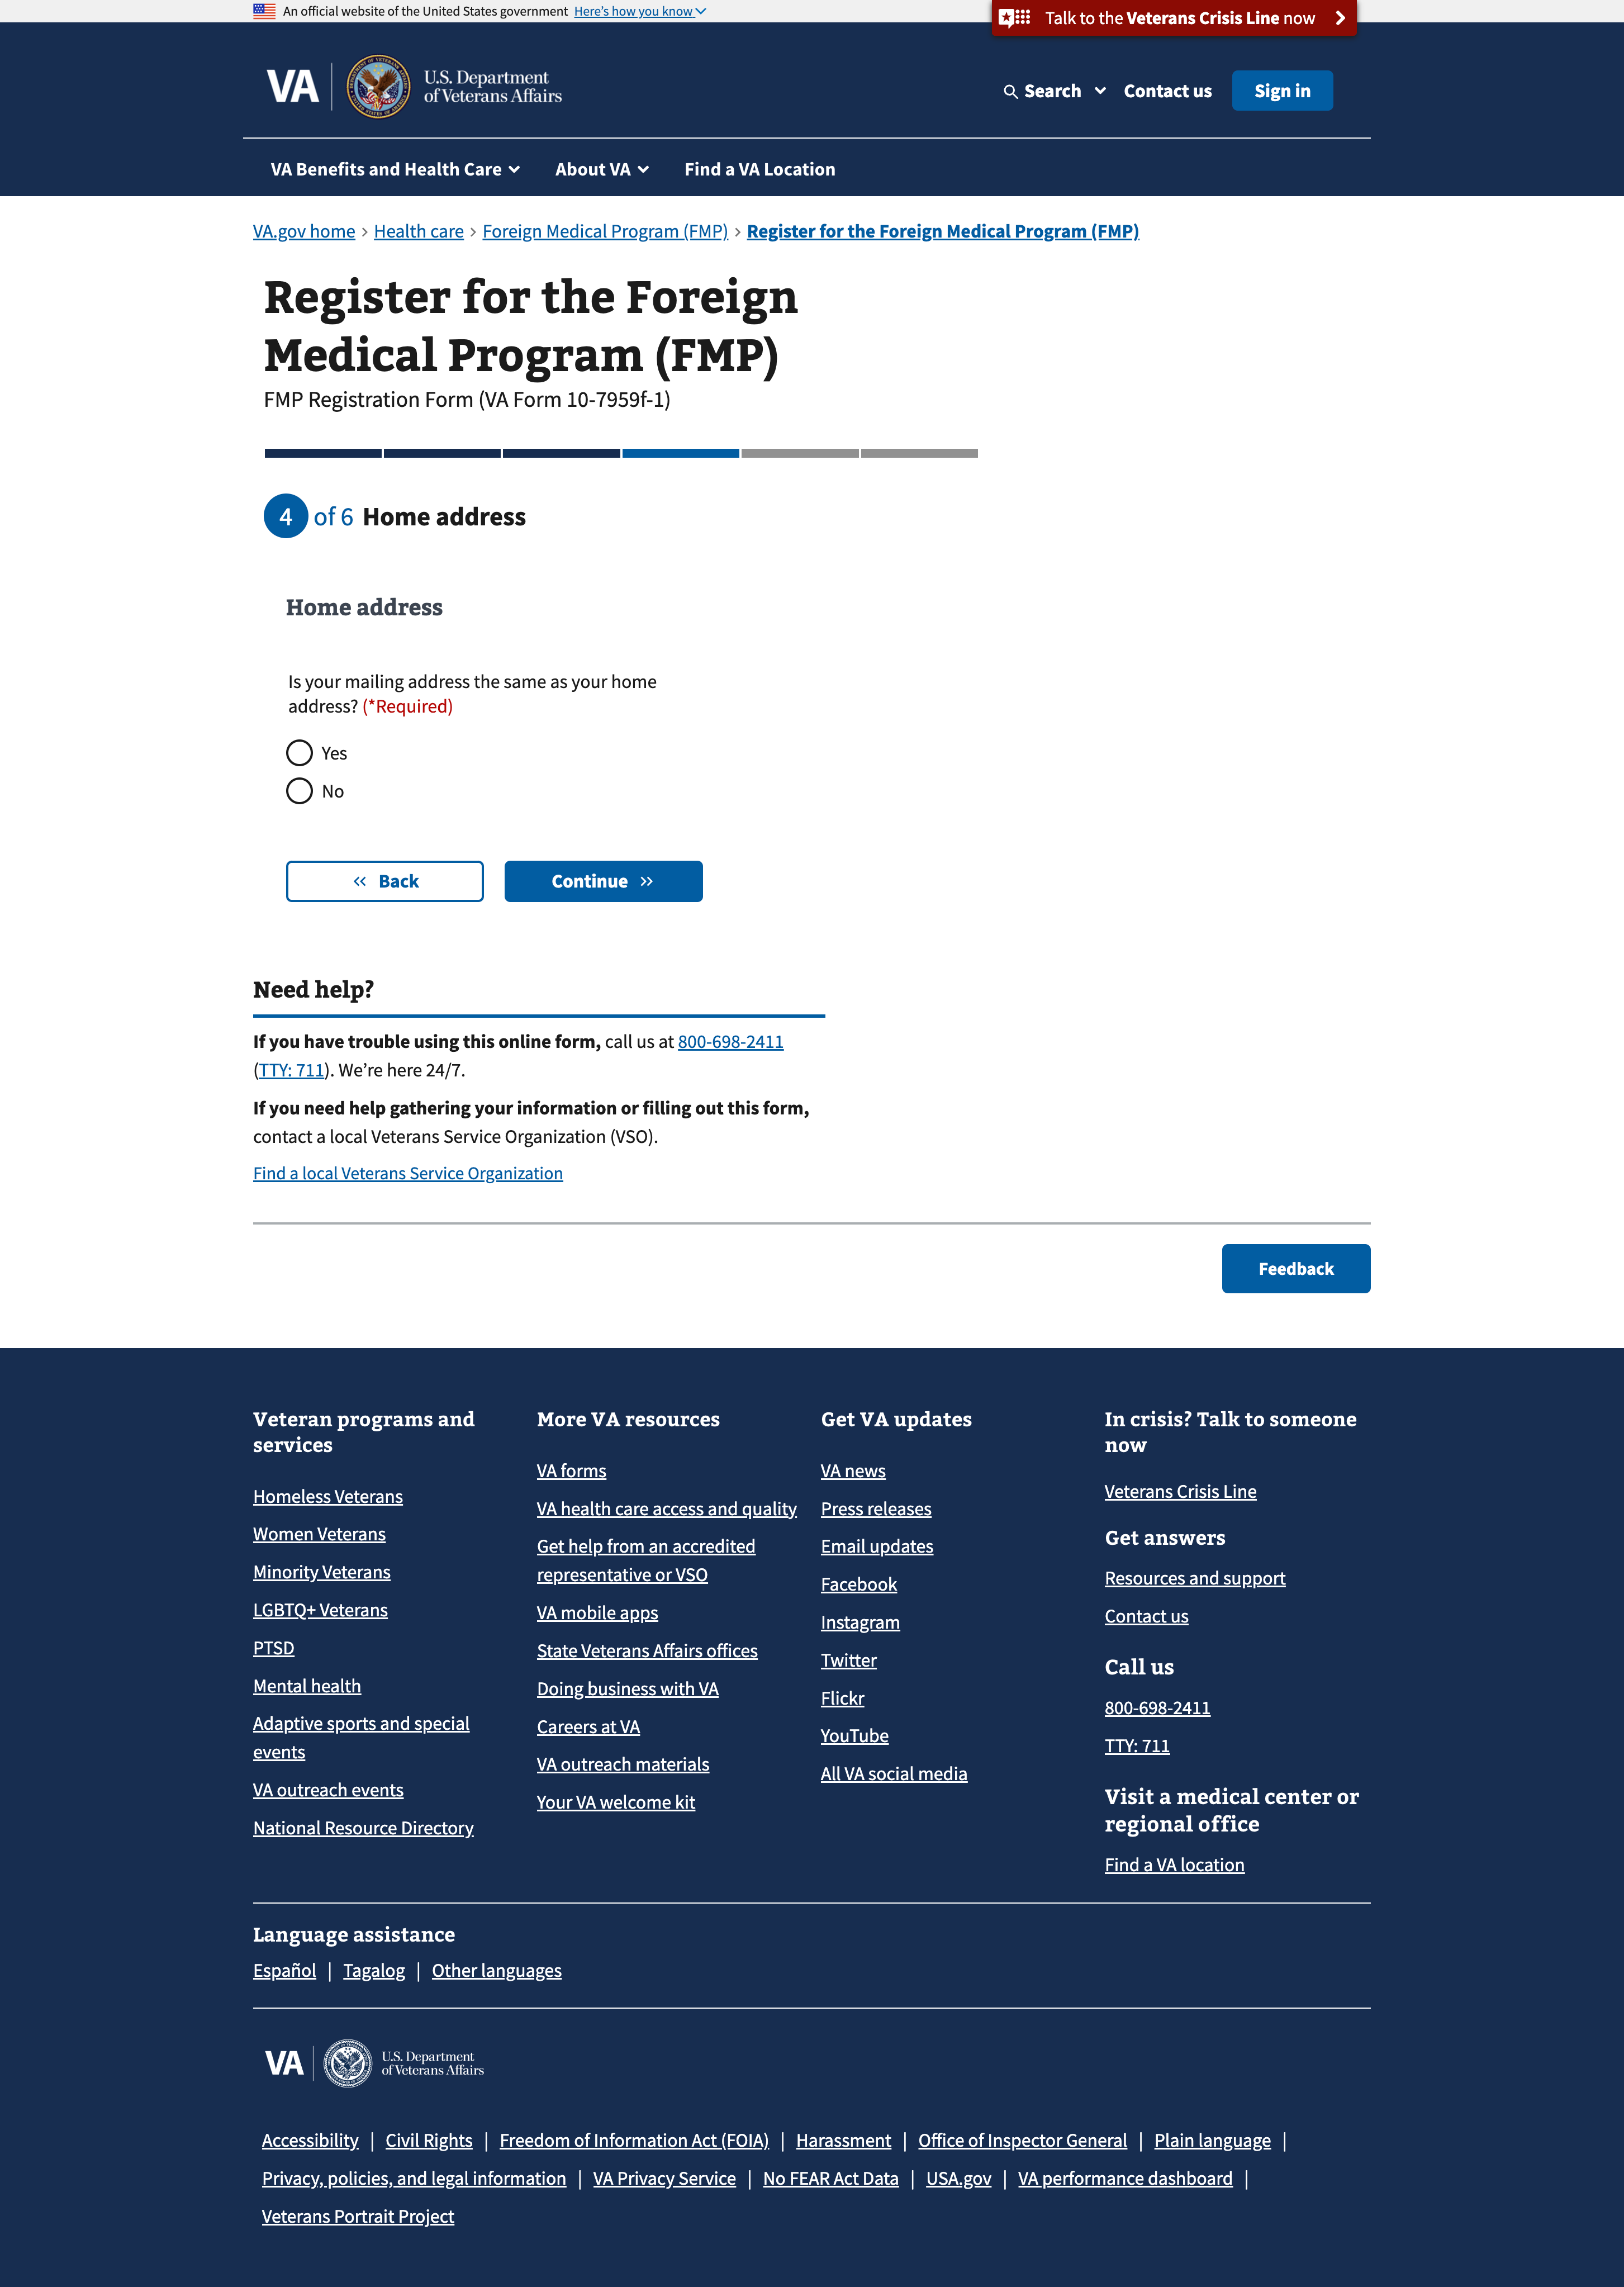 An official website of the United States government Here's how you know
Talk to the Veterans Crisis Line now
VA U.S. Department
of Veterans Affairs
Search Contact us Sign in
VA Benefits and Health Care About VA Find a VA Location
VA.gov home › Health care › Foreign Medical Program (FMP) › Register for the Foreign Medical Program (FMP)
Register for the Foreign
Medical Program (FMP)
FMP Registration Form (VA Form 10-7959f-1)
4 of 6 Home address
Home address
Is your mailing address the same as your home
address? (*Required)
Yes
No
Back Continue
Need help?
If you have trouble using this online form, call us at 800-698-2411
(TTY: 711). We’re here 24/7.
If you need help gathering your information or filling out this form,
contact a local Veterans Service Organization (VSO).
Find a local Veterans Service Organization
Feedback
Veteran programs and
services
Homeless Veterans
Women Veterans
Minority Veterans
LGBTQ+ Veterans
PTSD
Mental health
Adaptive sports and special
events
VA outreach events
National Resource Directory
More VA resources
VA forms
VA health care access and quality
Get help from an accredited
representative or VSO
VA mobile apps
State Veterans Affairs offices
Doing business with VA
Careers at VA
VA outreach materials
Your VA welcome kit
Get VA updates
VA news
Press releases
Email updates
Facebook
Instagram
Twitter
Flickr
YouTube
All VA social media
In crisis? Talk to someone
now
Veterans Crisis Line
Get answers
Resources and support
Contact us
Call us
800-698-2411
TTY: 711
Visit a medical center or
regional office
Find a VA location
Language assistance
Español | Tagalog | Other languages
VA U.S. Department
of Veterans Affairs
Accessibility | Civil Rights | Freedom of Information Act (FOIA) | Harassment | Office of Inspector General | Plain language |
Privacy, policies, and legal information | VA Privacy Service | No FEAR Act Data | USA.gov | VA performance dashboard |
Veterans Portrait Project